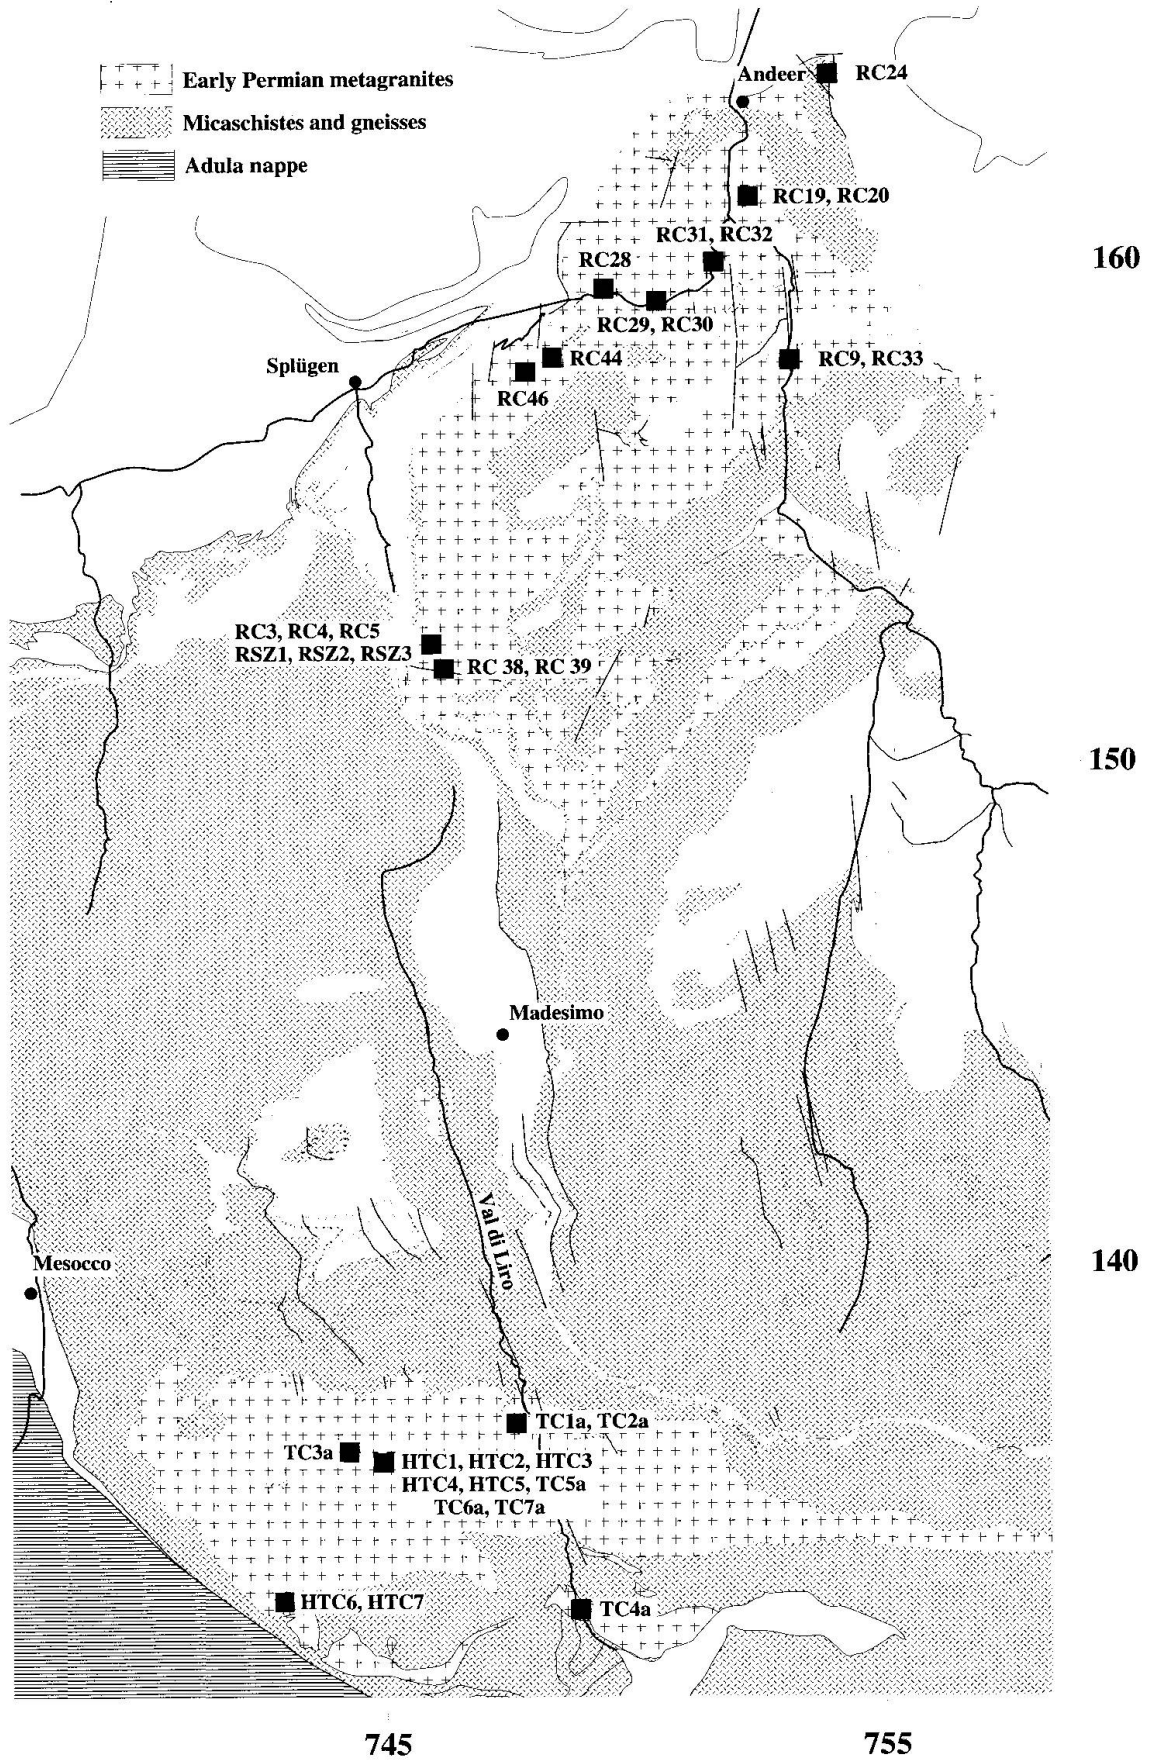 Early Permian metagranites
Micaschistes and gneisses
Adula nappe
Andeer
RC24
RC19, RC20
RC31, RC32
160
RC28
RC29, RC30
RC44
RC9, RC33
Splügen
RC46
RC3, RC4, RC5
RSZ1, RSZ2, RSZ3
RC 38, RC 39
150
Madesimo
Val di Liro
140
Mesocco
TC1a, TC2a
TC3a
HTC1, HTC2, HTC3
HTC4, HTC5, TC5a
TC6a, TC7a
HTC6, HTC7
TC4a
745
755